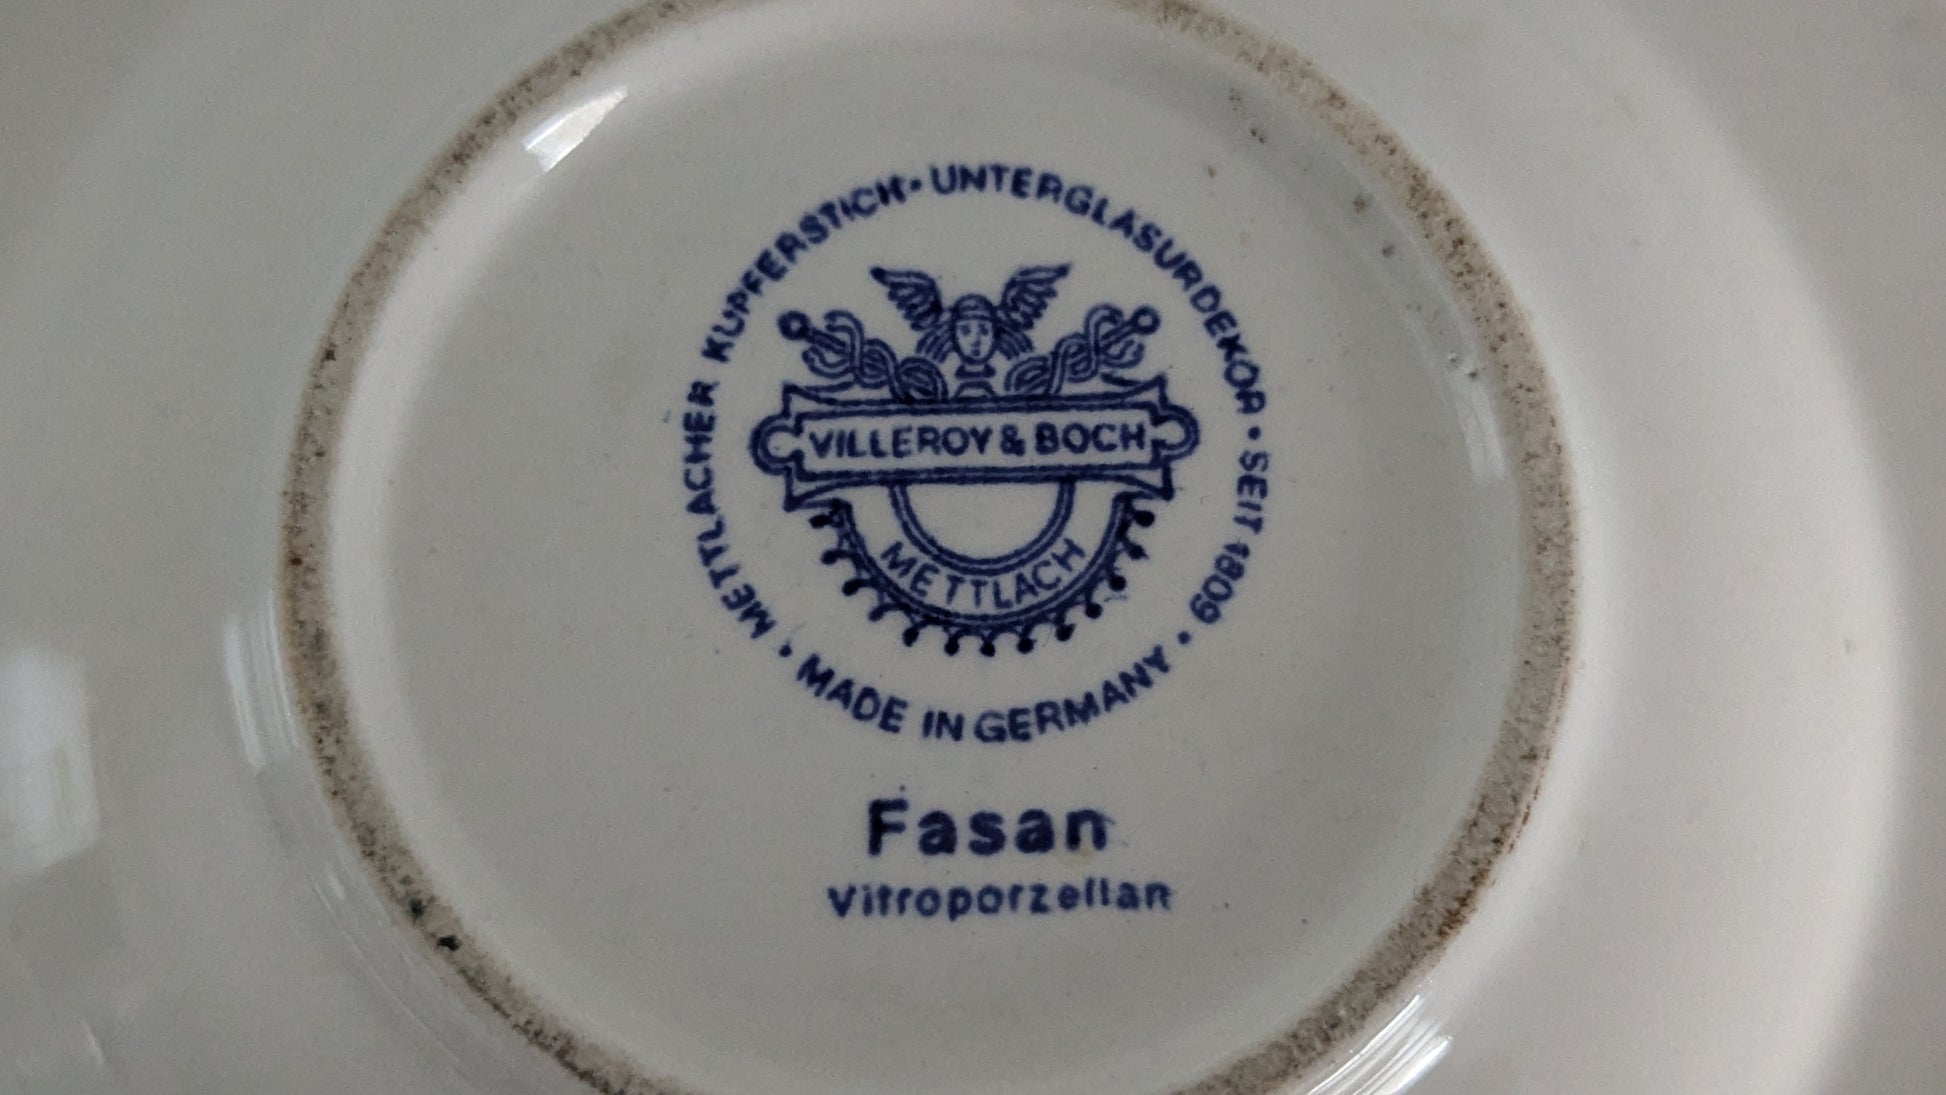 METTLACHER KUPFERSTICH • UNTERGLASURDEKOR • SEIT 1809 • MADE IN GERMANY •
VILLEROY & BOCH
METTLACH
Fasan
Vitroporzellan